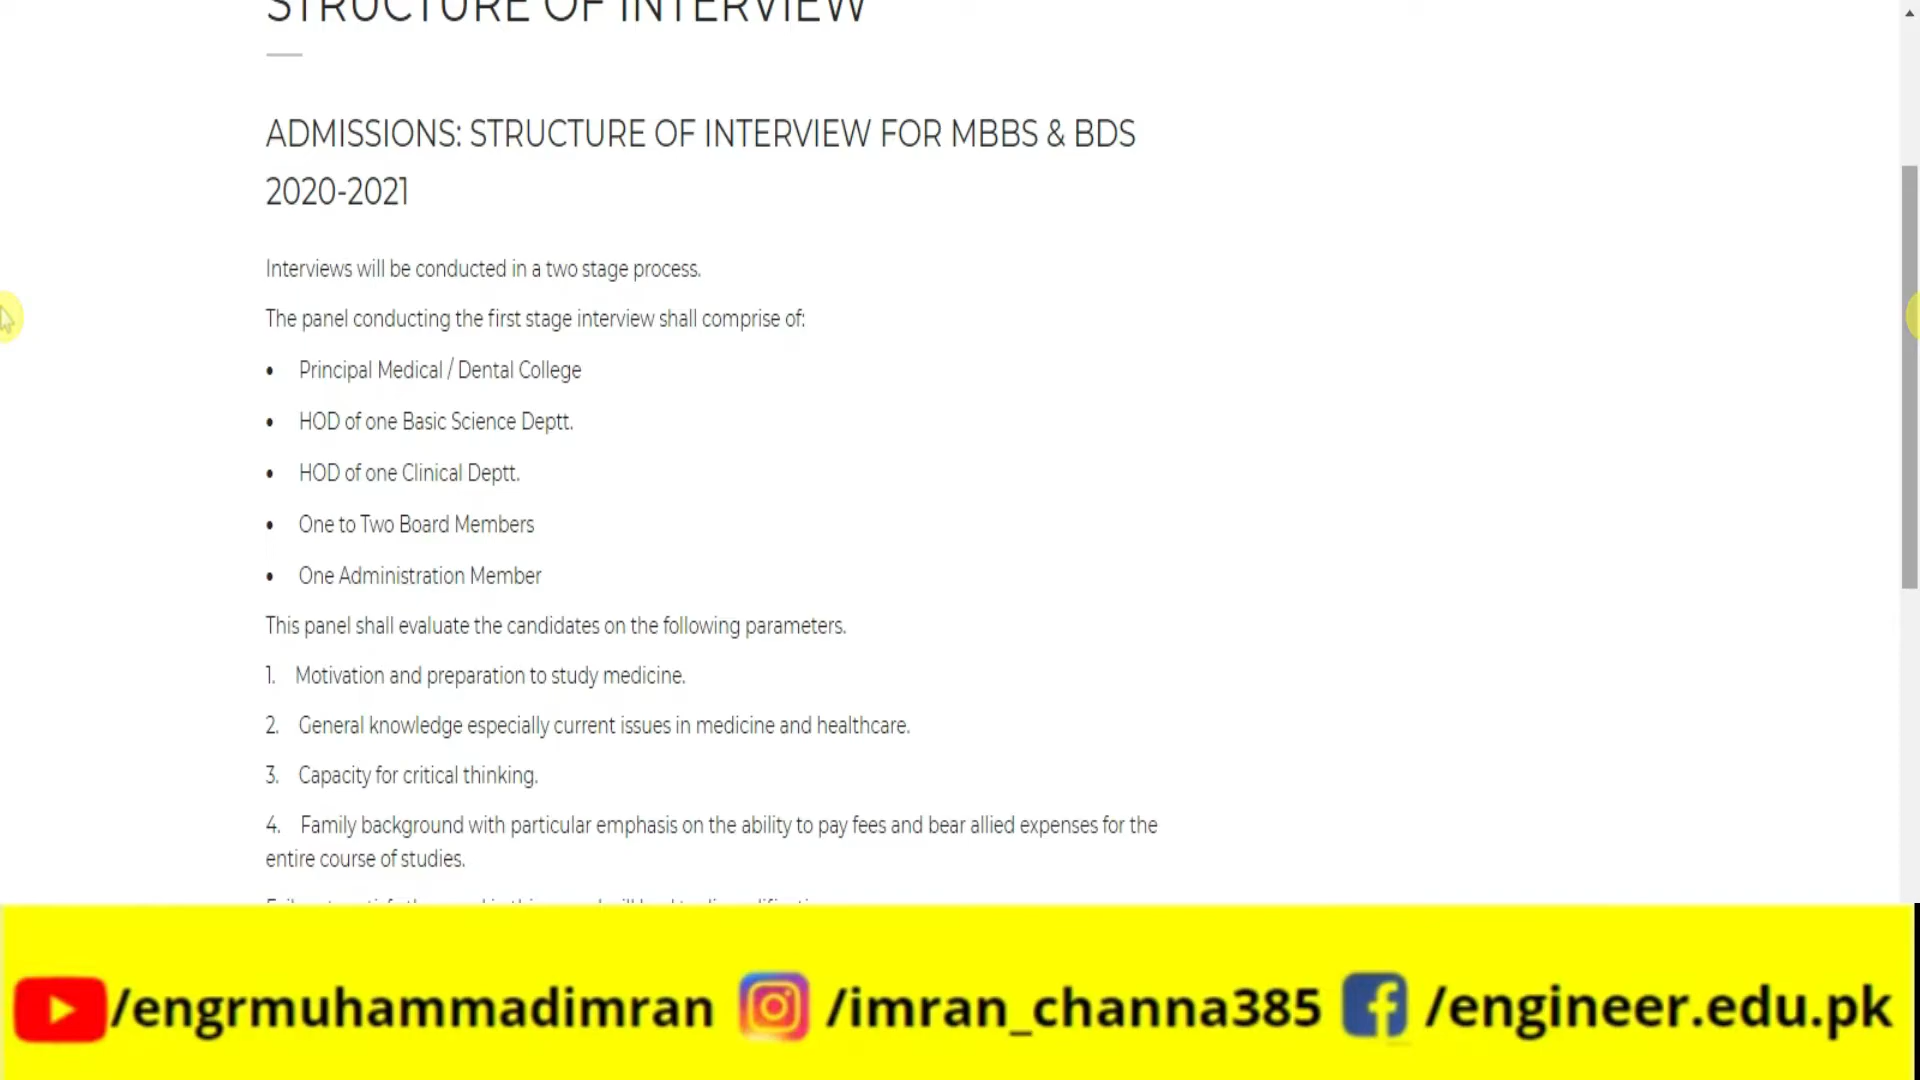 STRUCTURE OF INTERVIEW
ADMISSIONS: STRUCTURE OF INTERVIEW FOR MBBS & BDS
2020-2021
Interviews will be conducted in a two stage process.
The panel conducting the first stage interview shall comprise of:
• Principal Medical / Dental College
• HOD of one Basic Science Deptt.
• HOD of one Clinical Deptt.
• One to Two Board Members
• One Administration Member
This panel shall evaluate the candidates on the following parameters.
1. Motivation and preparation to study medicine.
2. General knowledge especially current issues in medicine and healthcare.
3. Capacity for critical thinking.
4. Family background with particular emphasis on the ability to pay fees and bear allied expenses for the
entire course of studies.
/engrmuhammadimran /imran_channa385 /engineer.edu.pk